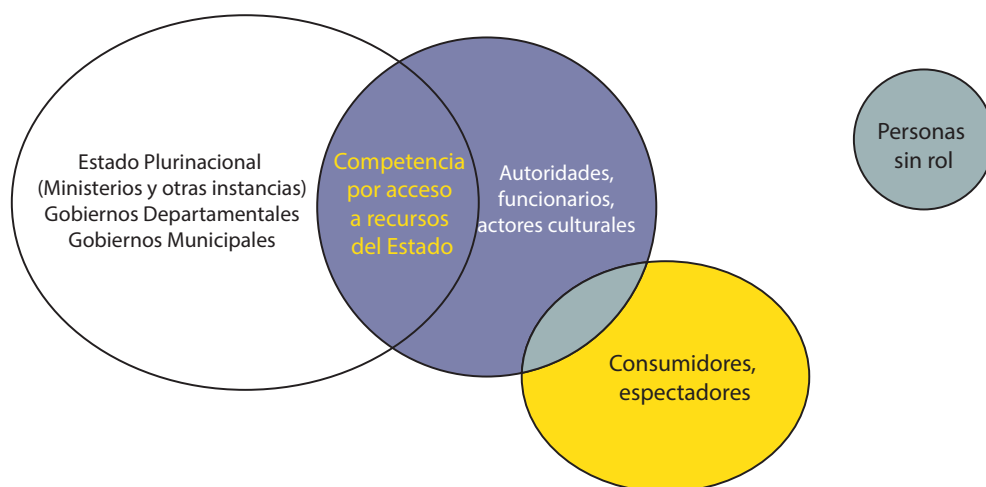 Estado Plurinacional
(Ministerios y otras instancias)
Gobiernos Departamentales
Gobiernos Municipales
Competencia
por acceso
a recursos
del Estado
Autoridades,
funcionarios,
actores culturales
Personas
sin rol
Consumidores,
espectadores